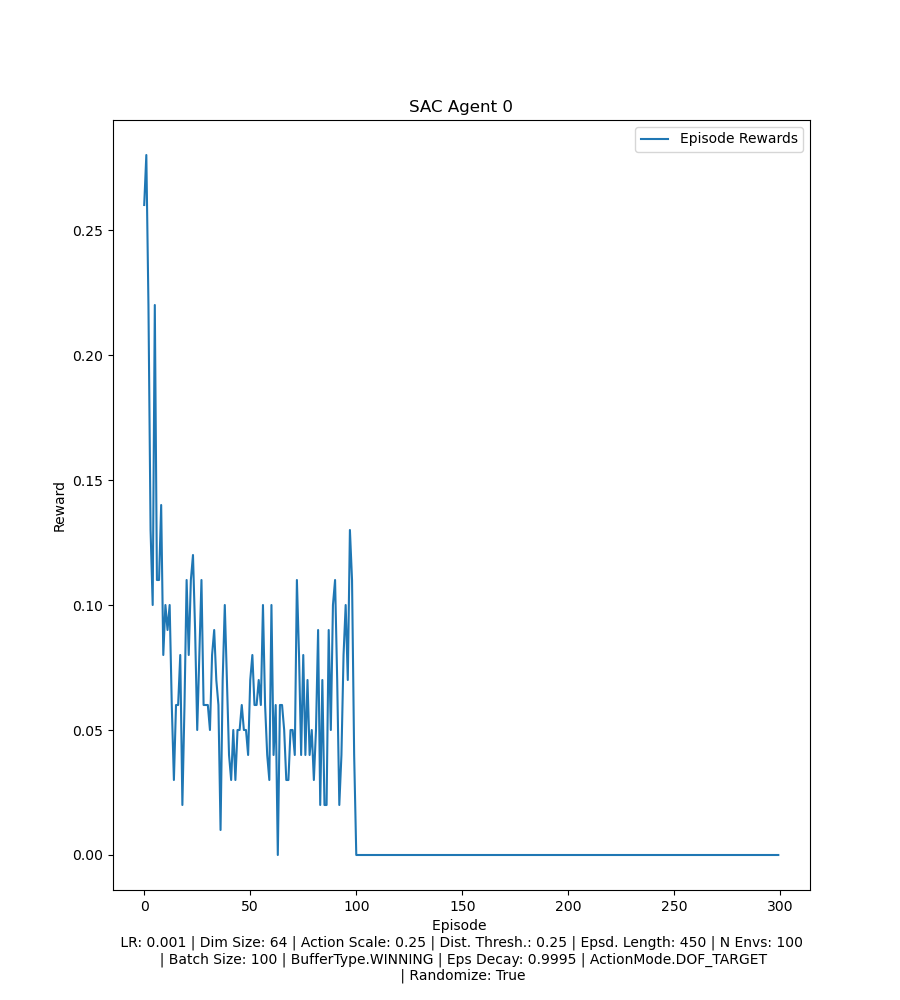 SAC Agent 0
Episode Rewards
Reward
0.25
0.20
0.15
0.10
0.05
0.00
0 50 100 150 200 250 300
Episode
LR: 0.001 | Dim Size: 64 | Action Scale: 0.25 | Dist. Thresh.: 0.25 | Epsd. Length: 450 | N Envs: 100
| Batch Size: 100 | BufferType.WINNING | Eps Decay: 0.9995 | ActionMode.DOF_TARGET
| Randomize: True